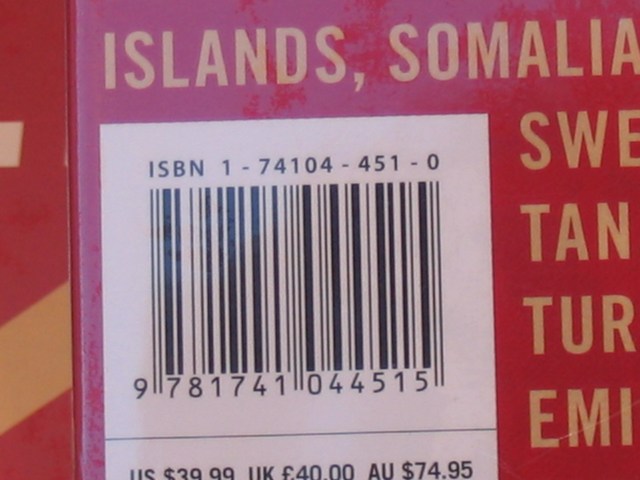 ISLANDS, SOMALIA
SWE
TAN
TUR
EMI
ISBN 1-74104-451-0
9 781741 044515
US $39.99 UK £40.00 AU $74.95